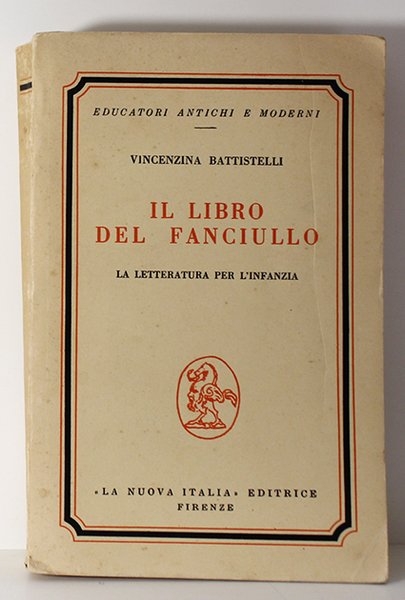 EDUCATORI ANTICHI E MODERNI
VINCENZINA BATTISTELLI
IL LIBRO
DEL FANCIULLO
LA LETTERATURA PER L'INFANZIA
«LA NUOVA ITALIA» EDITRICE
FIRENZE